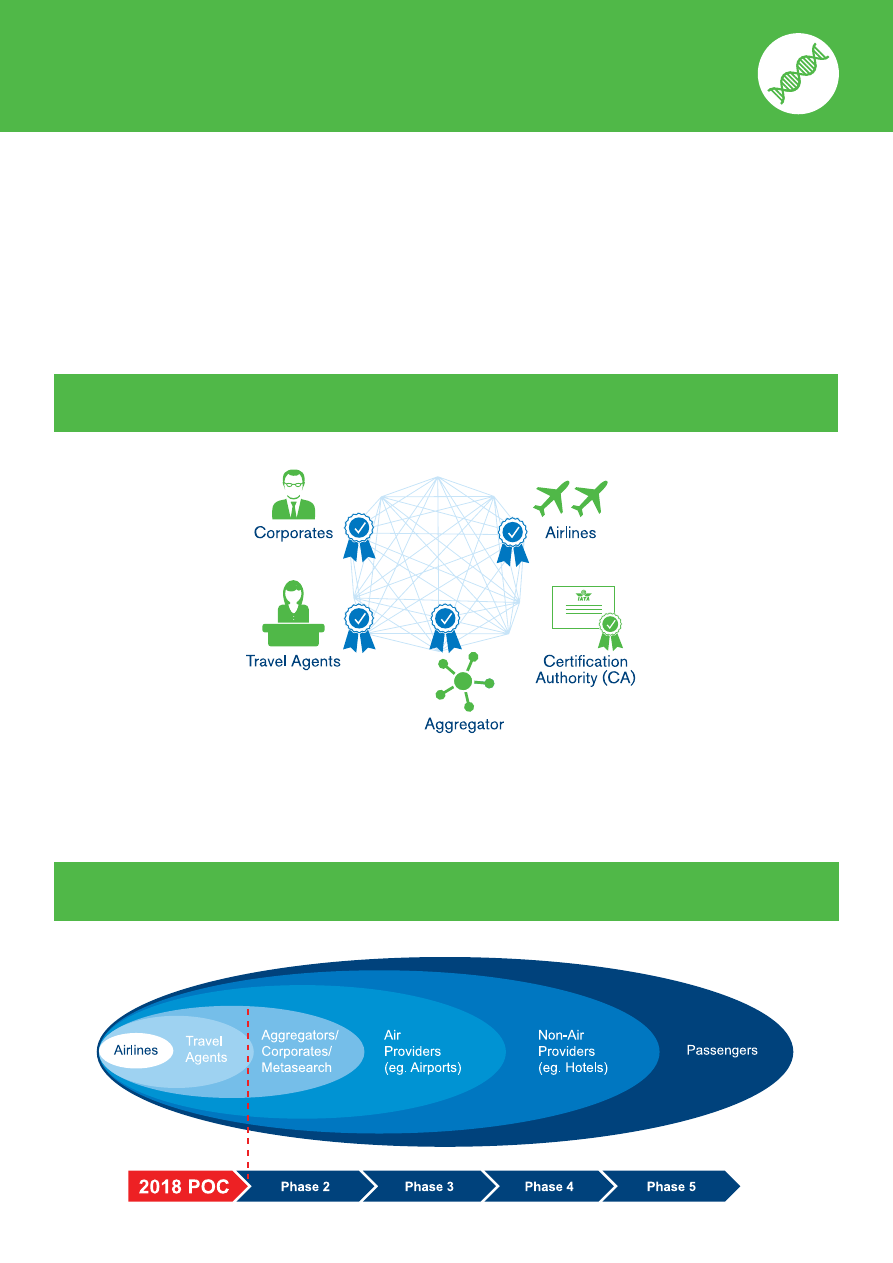 Corporates
Airlines
IATA
Travel Agents
Certification
Authority (CA)
Aggregator
Airlines
Travel
Agents
Aggregators/
Corporates/
Metasearch
Air
Providers
(eg. Airports)
Non-Air
Providers
(eg. Hotels)
Passengers
2018 POC
Phase 2
Phase 3
Phase 4
Phase 5